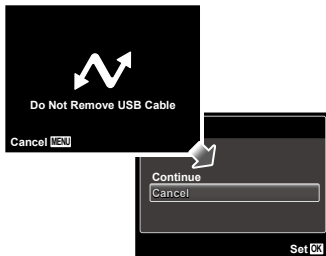 Do Not Remove USB Cable
Cancel MENU
Continue
Cancel
Set OK